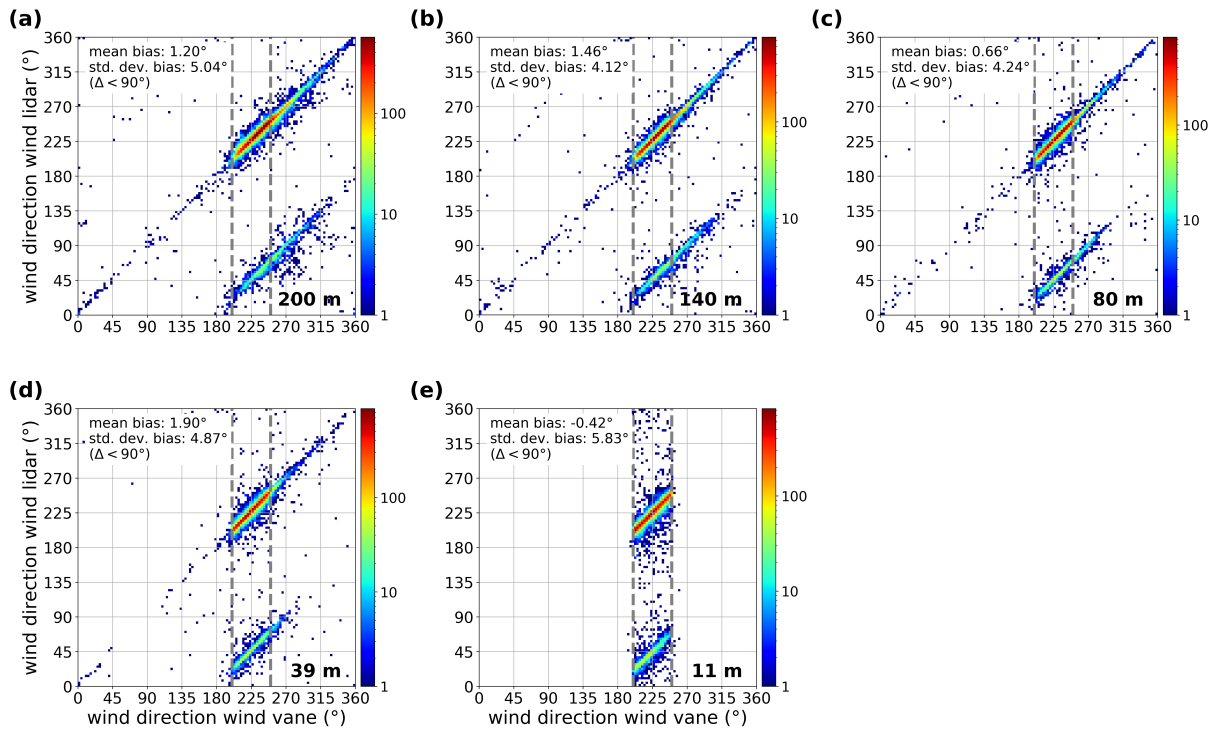 (a)
(b)
(c)
mean bias: 1.20°
std. dev. bias: 5.04°
(Δ < 90°)
200 m
mean bias: 1.46°
std. dev. bias: 4.12°
(Δ < 90°)
140 m
mean bias: 0.66°
std. dev. bias: 4.24°
(Δ < 90°)
80 m
wind direction wind lidar (°)
360
315
270
225
180
135
90
45
0
0 45 90 135 180 225 270 315 360
100
10
1
360
315
270
225
180
135
90
45
0
0 45 90 135 180 225 270 315 360
100
10
1
360
315
270
225
180
135
90
45
0
0 45 90 135 180 225 270 315 360
100
10
1
(d)
(e)
mean bias: 1.90°
std. dev. bias: 4.87°
(Δ < 90°)
39 m
mean bias: -0.42°
std. dev. bias: 5.83°
(Δ < 90°)
11 m
wind direction wind lidar (°)
360
315
270
225
180
135
90
45
0
0 45 90 135 180 225 270 315 360
wind direction wind vane (°)
100
10
1
360
315
270
225
180
135
90
45
0
0 45 90 135 180 225 270 315 360
wind direction wind vane (°)
100
10
1